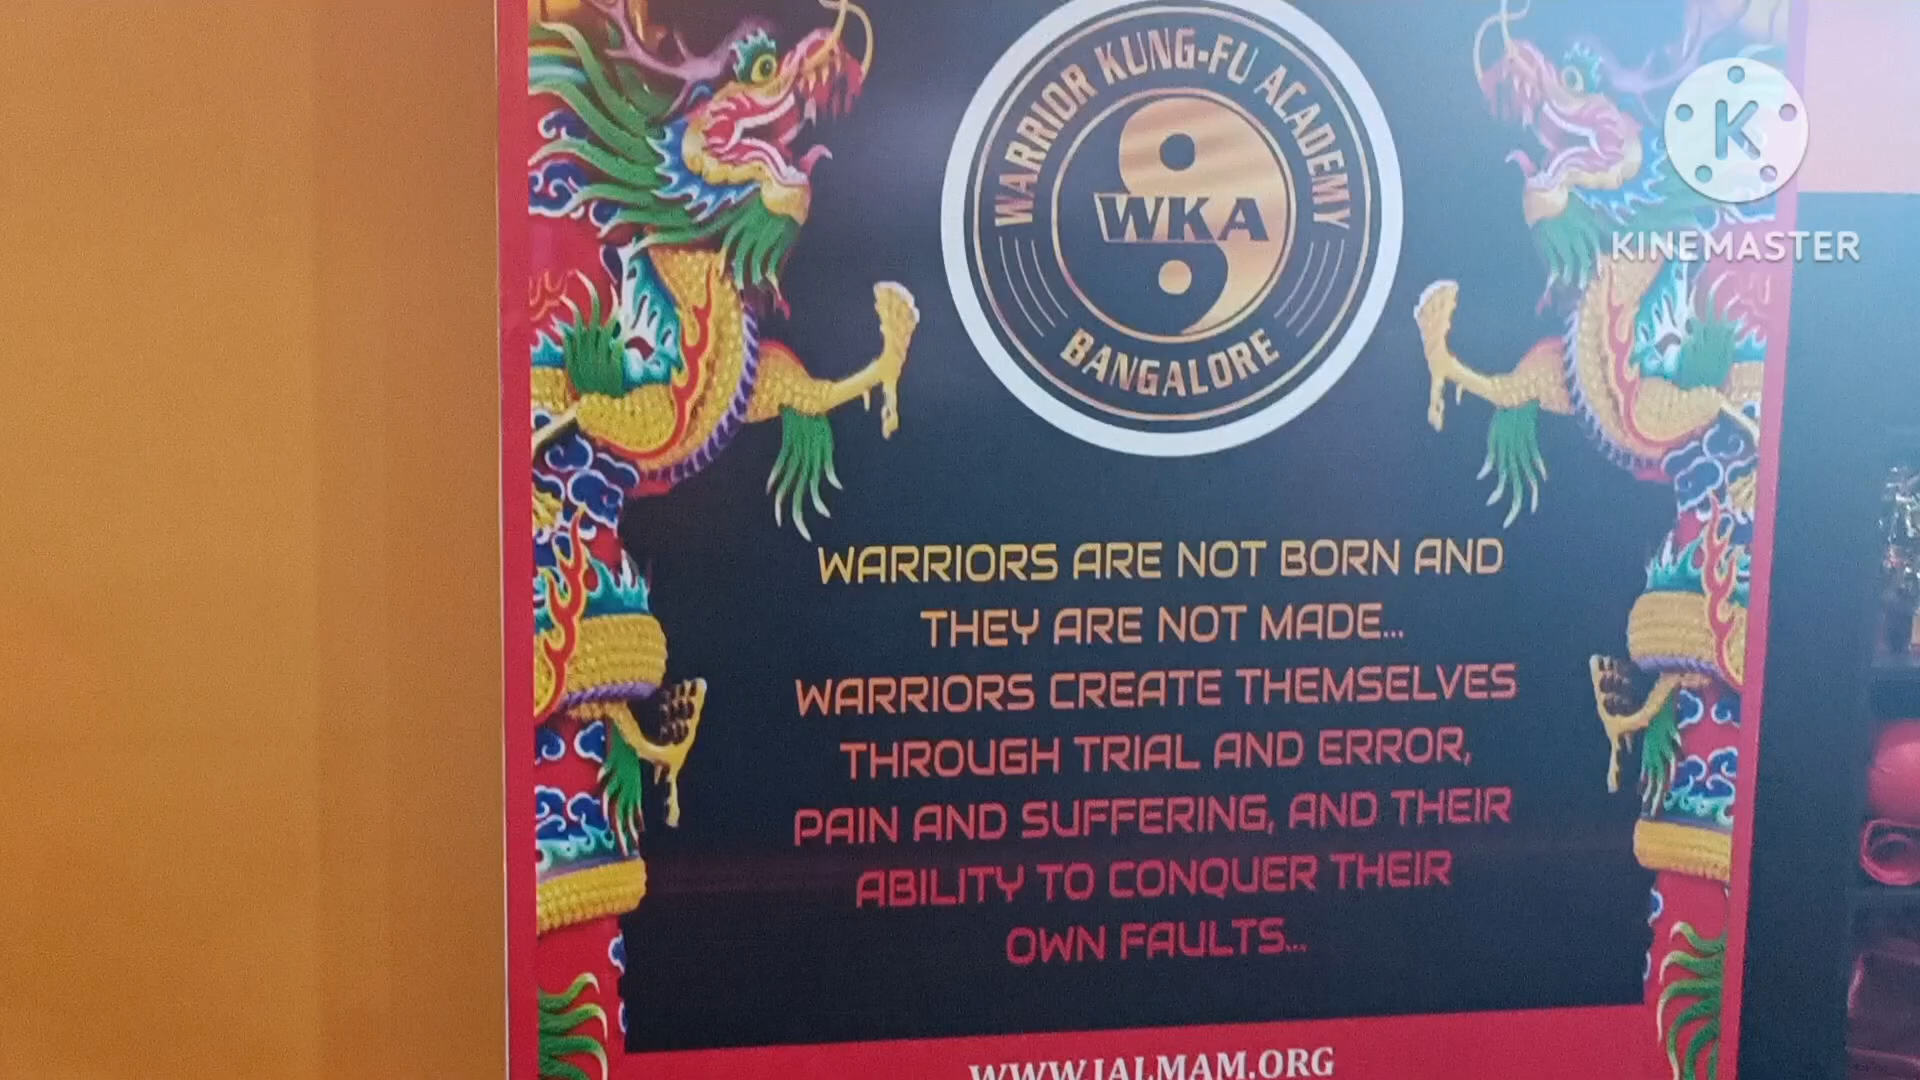 WARRIOR KUNG-FU ACADEMY
WKA
BANGALORE
K
KINEMASTER
WARRIORS ARE NOT BORN AND
THEY ARE NOT MADE...
WARRIORS CREATE THEMSELVES
THROUGH TRIAL AND ERROR,
PAIN AND SUFFERING, AND THEIR
ABILITY TO CONQUER THEIR
OWN FAULTS...
WWW.IALMAM.ORG